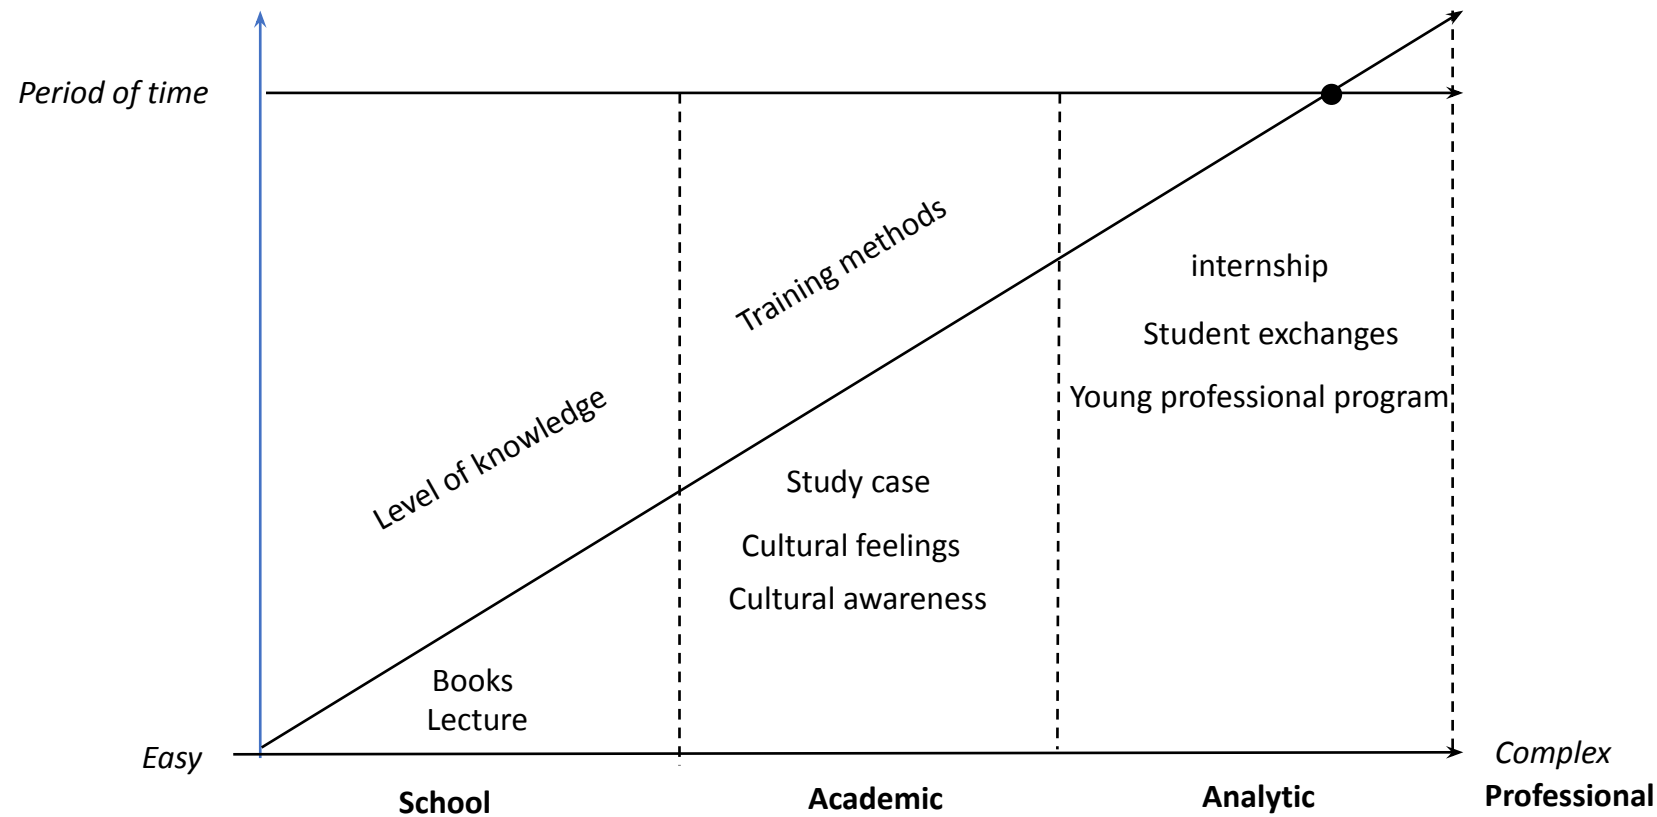 Period of time
Training methods
internship
Student exchanges
Young professional program
Level of knowledge
Study case
Cultural feelings
Cultural awareness
Books
Lecture
Easy
Complex
School
Academic
Analytic
Professional